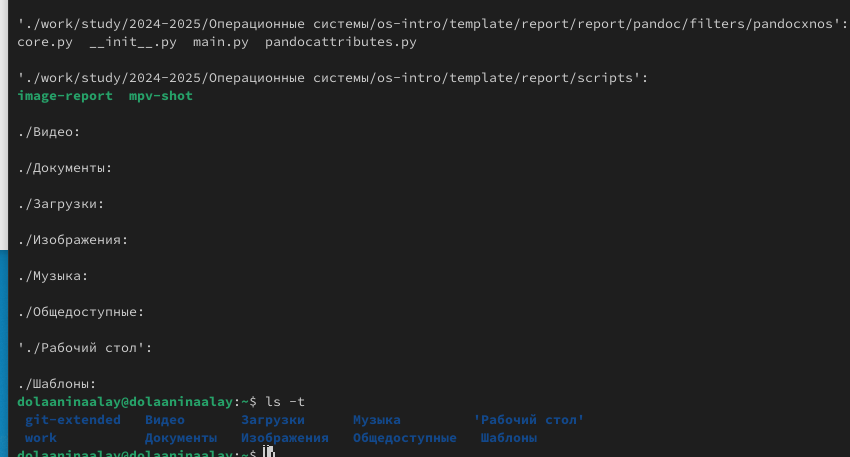 './work/study/2024-2025/Операционные системы/os-intro/template/report/report/pandoc/filters/pandocxnos':
core.py  __init__.py  main.py  pandocattributes.py
'./work/study/2024-2025/Операционные системы/os-intro/template/report/scripts':
image-report  mpv-shot
./Видео:
./Документы:
./Загрузки:
./Изображения:
./Музыка:
./Общедоступные:
'./Рабочий стол':
./Шаблоны:
dolaaninaalay@dolaaninaalay:~$ ls -t
git-extended   Видео       Загрузки      Музыка         'Рабочий стол'
work           Документы   Изображения   Общедоступные   Шаблоны
dolaaninaalay@dolaaninaalay:~$